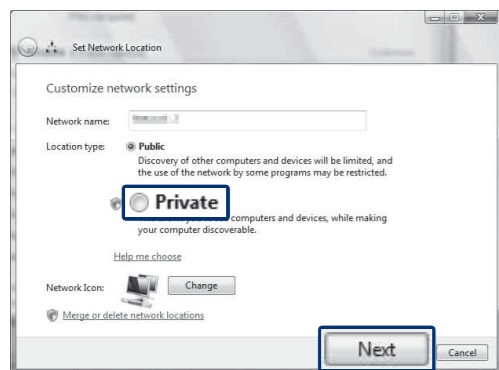 Set Network Location
Customize network settings
Network name:
Location type:
Public
Discovery of other computers and devices will be limited, and
the use of the network by some programs may be restricted.
Private
computers and devices, while making
your computer discoverable.
Help me choose
Network Icon:
Change
Merge or delete network locations
Next
Cancel